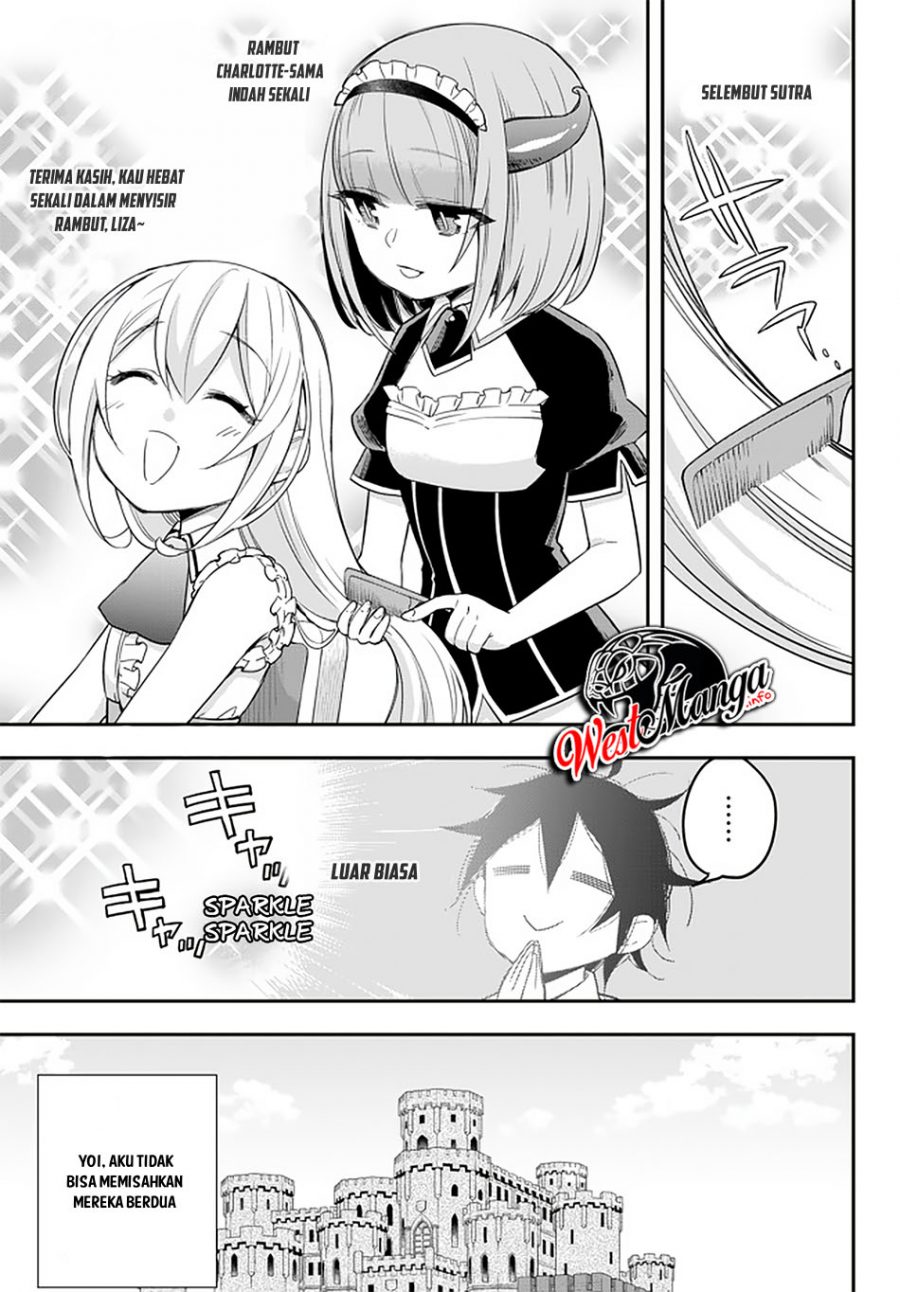 SELEMBUT SUTRA
サラァ...
RAMBUT
CHARLOTTE-SAMA
INDAH SEKALI
TERIMA KASIH, KAU HEBAT
SEKALI DALAM MENYISIR
RAMBUT, LIZA~
WestManga
.info
......
LUAR BIASA
キャッ
キャッ
SPARKLE
SPARKLE
YOI, AKU TIDAK
BISA MEMISAHKAN
MEREKA BERDUA